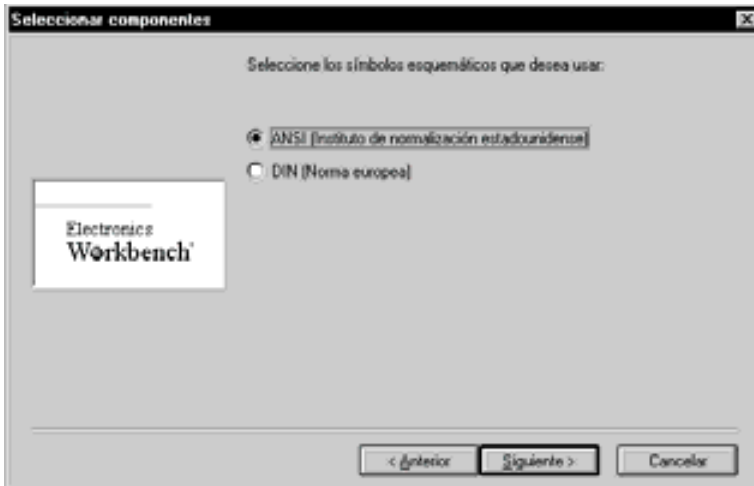 Seleccionar componentes
Seleccione los símbolos esquemáticos que desea usar:
ANSI (Instituto de normalización estadounidense)
DIN (Norma europea)
Electronics
Workbench
< Anterior
Siguiente >
Cancelar